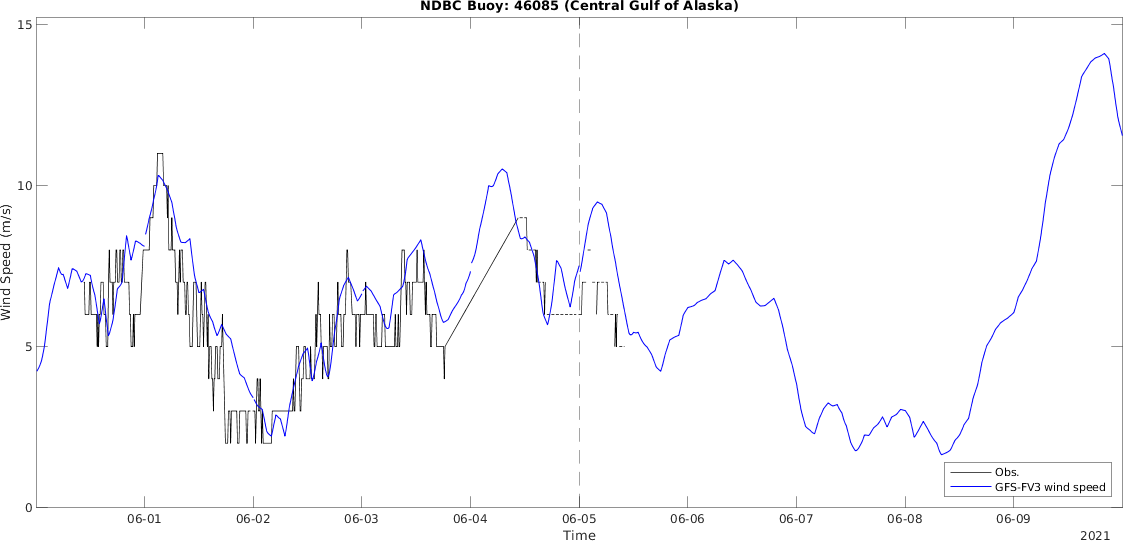 NDBC Buoy: 46085 (Central Gulf of Alaska)
15
10
5
0
Wind Speed (m/s)
06-01 06-02 06-03 06-04 06-05 06-06 06-07 06-08 06-09
Time
2021
Obs.
GFS-FV3 wind speed